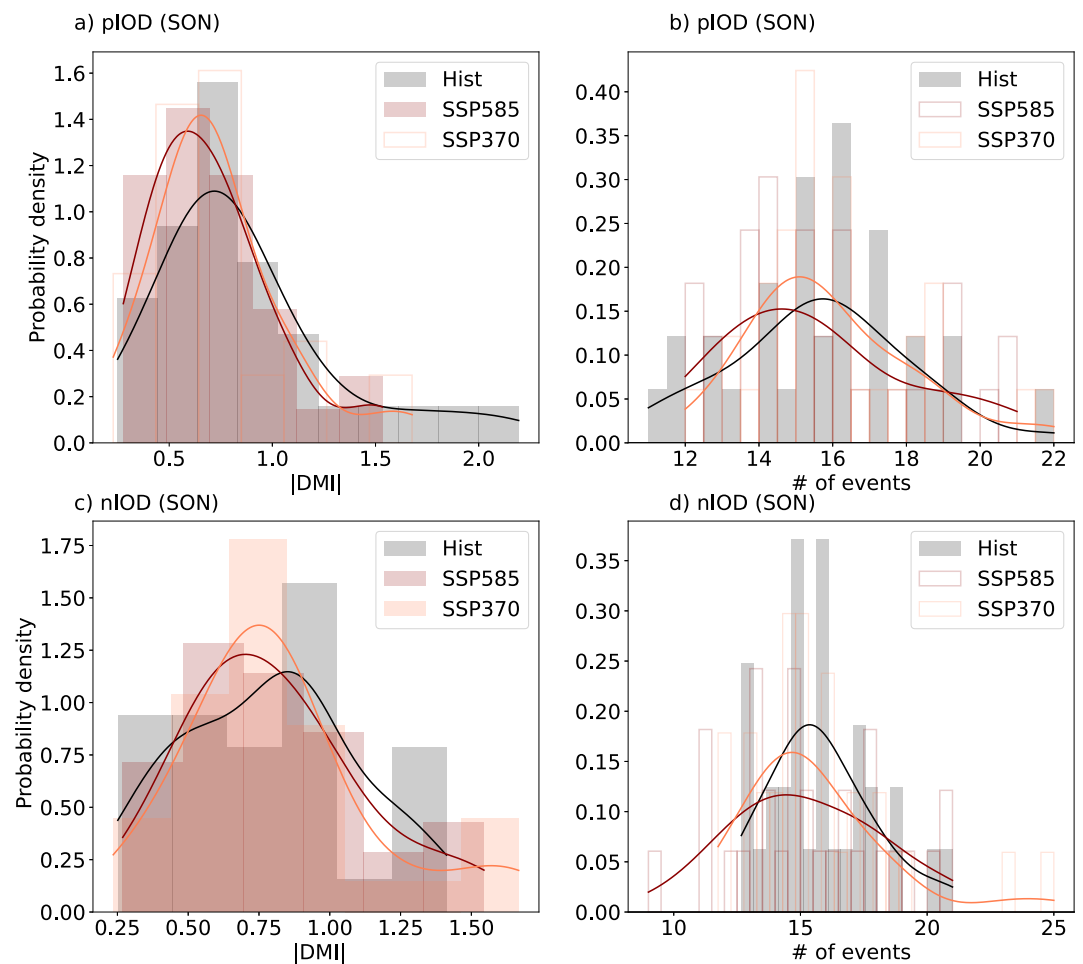 a) pIOD (SON)
1.6
1.4
1.2
1.0
0.8
0.6
0.4
0.2
0.0
Probability density
Hist
SSP585
SSP370
0.5 1.0 1.5 2.0
|DMI|
b) pIOD (SON)
0.40
0.35
0.30
0.25
0.20
0.15
0.10
0.05
0.00
Hist
SSP585
SSP370
12 14 16 18 20 22
# of events
c) nIOD (SON)
1.75
1.50
1.25
1.00
0.75
0.50
0.25
0.00
Probability density
Hist
SSP585
SSP370
0.25 0.50 0.75 1.00 1.25 1.50
|DMI|
d) nIOD (SON)
0.35
0.30
0.25
0.20
0.15
0.10
0.05
0.00
Hist
SSP585
SSP370
10 15 20 25
# of events